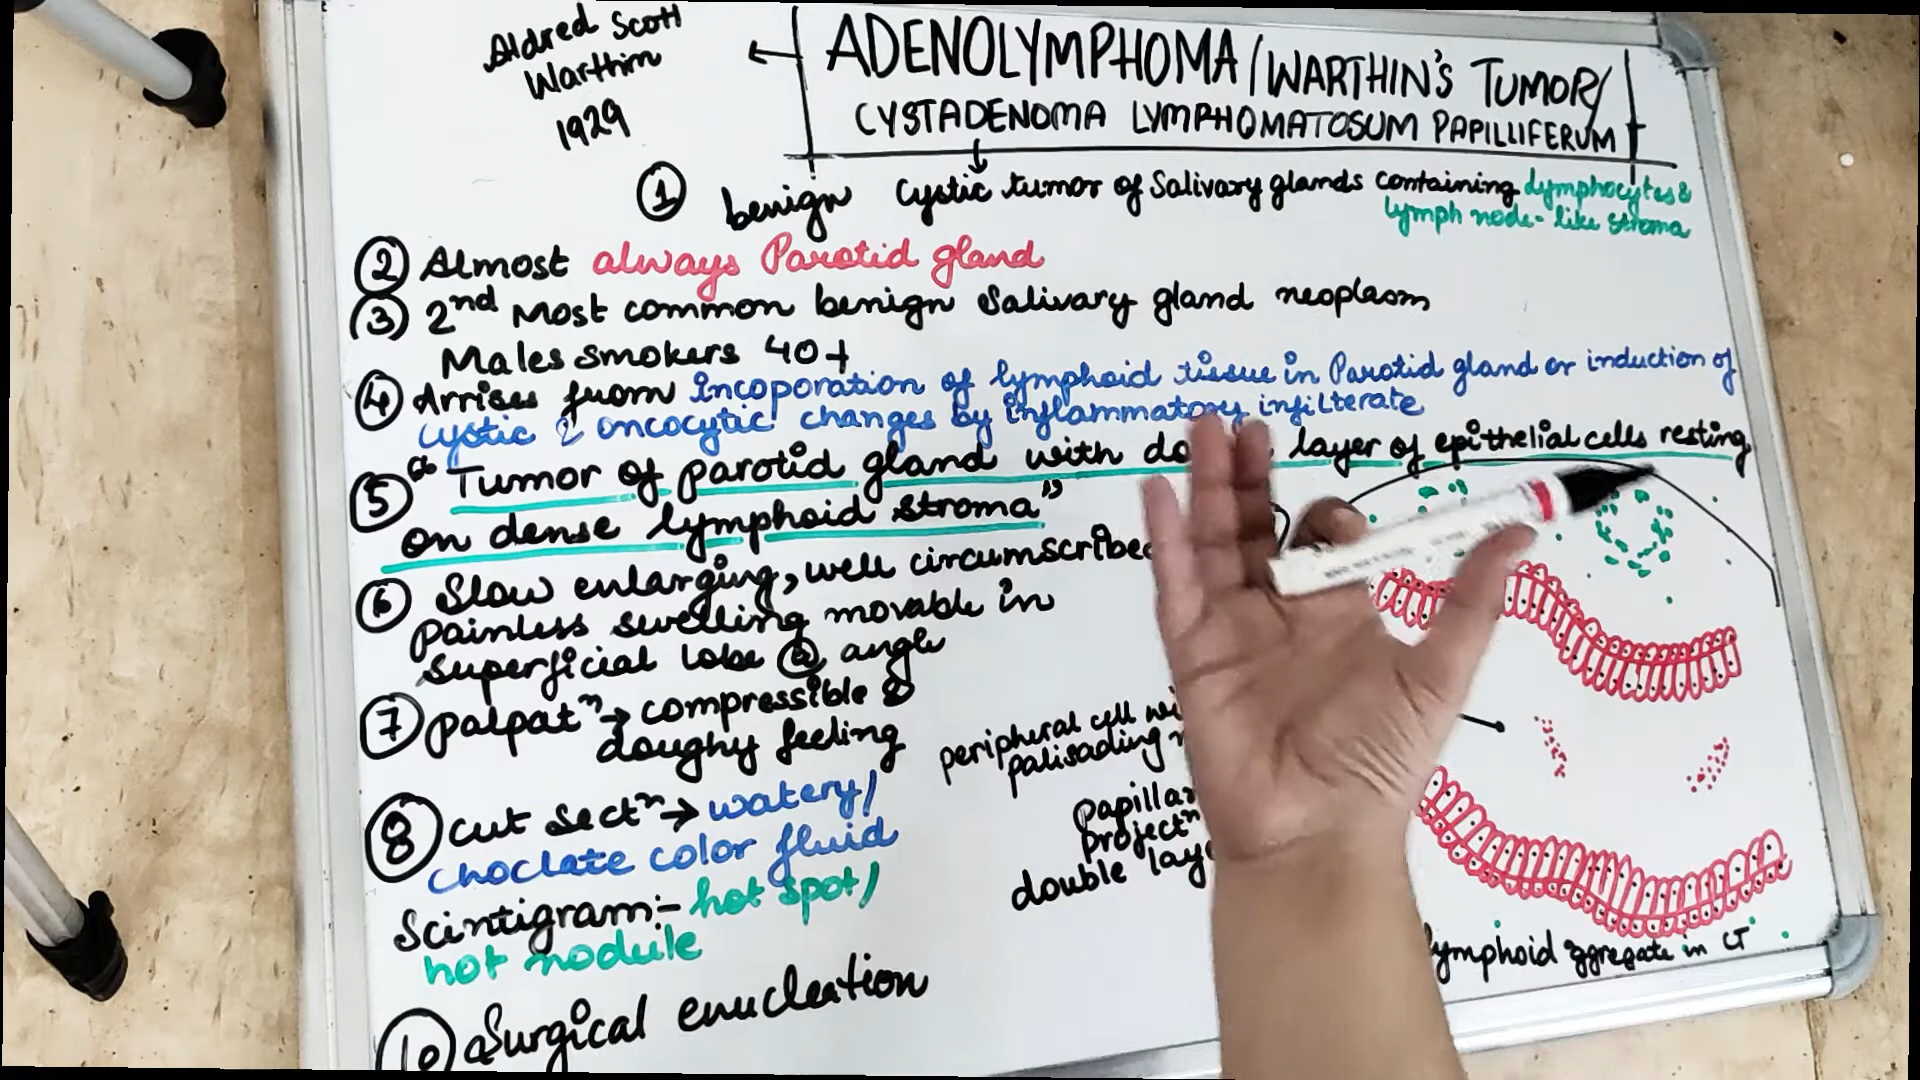 Aldred Scott
Warthin
1929
ADENOLYMPHOMA/WARTHIN'S TUMOR/
CYSTADENOMA LYMPHOMATOSUM PAPILLIFERUM
① benign Cystic tumor of Salivary glands containing lymphocytes &
lymph node-like stroma
② Almost always Parotid gland
③ 2nd Most common benign Salivary gland neoplasm
Males smokers 40+
④ Arrises from incoporation of lymphoid tissue in Parotid gland or induction of
cystic & oncocytic changes by inflammatory infilterate
⑤ "Tumor of parotid gland with layer of epithelial cells resting
on dense lymphoid stroma"
⑥ Slow enlarging, well circumscribed
painless swelling movable in
superficial lobe @ angle
⑦ palpatn → compressible &
doughy feeling
⑧ cut sectn → watery/
choclate color fluid
Scintigram:- hot spot/
hot nodule
⑩ Surgical enucleation
peripheral cell
palisading
Papillar
projectn
double
lymphoid aggregate in CT